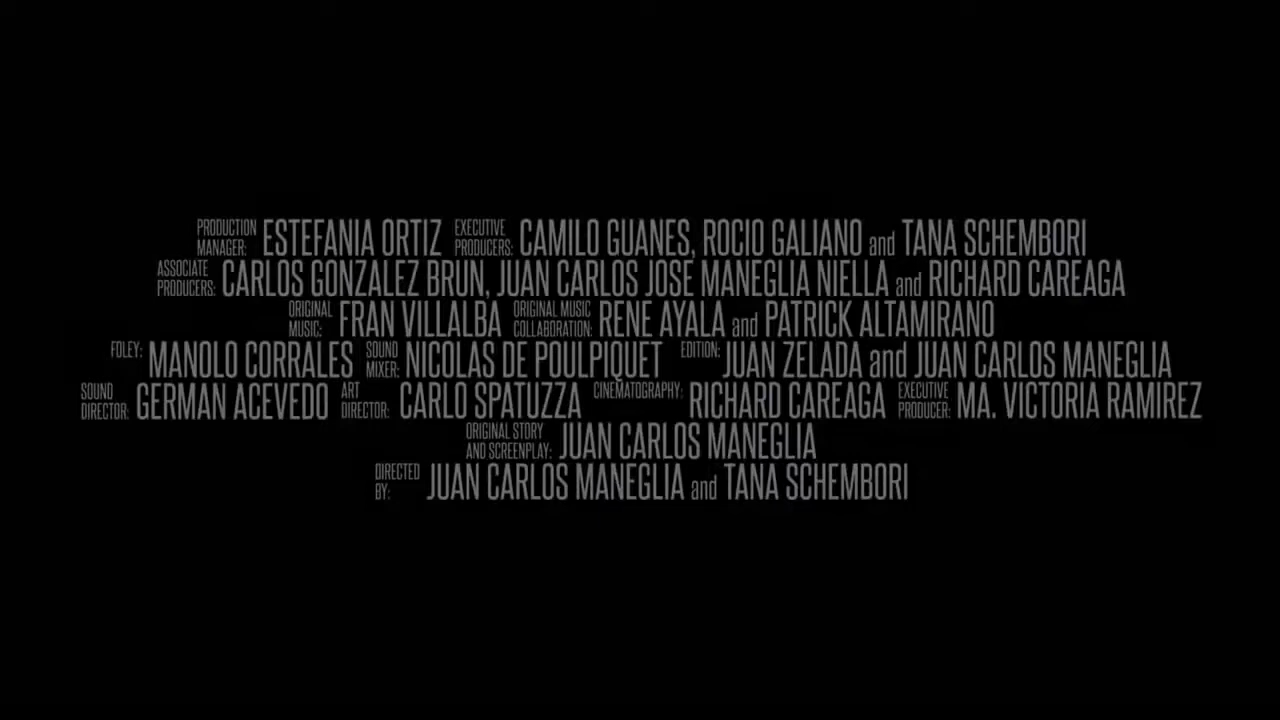 PRODUCTION MANAGER: ESTEFANIA ORTIZ EXECUTIVE PRODUCERS: CAMILO GUANES, ROCIO GALIANO and TANA SCHEMBORI
ASSOCIATE PRODUCERS: CARLOS GONZALEZ BRUN, JUAN CARLOS JOSE MANEGLIA NIELLA and RICHARD CAREAGA
ORIGINAL MUSIC: FRAN VILLALBA ORIGINAL MUSIC COLLABORATION: RENE AYALA and PATRICK ALTAMIRANO
FOLEY: MANOLO CORRALES SOUND MIXER: NICOLAS DE POULPIQUET EDITION: JUAN ZELADA and JUAN CARLOS MANEGLIA
SOUND DIRECTOR: GERMAN ACEVEDO ART DIRECTOR: CARLO SPATUZZA CINEMATOGRAPHY: RICHARD CAREAGA EXECUTIVE PRODUCER: MA. VICTORIA RAMIREZ
ORIGINAL STORY AND SCREENPLAY: JUAN CARLOS MANEGLIA
DIRECTED BY: JUAN CARLOS MANEGLIA and TANA SCHEMBORI